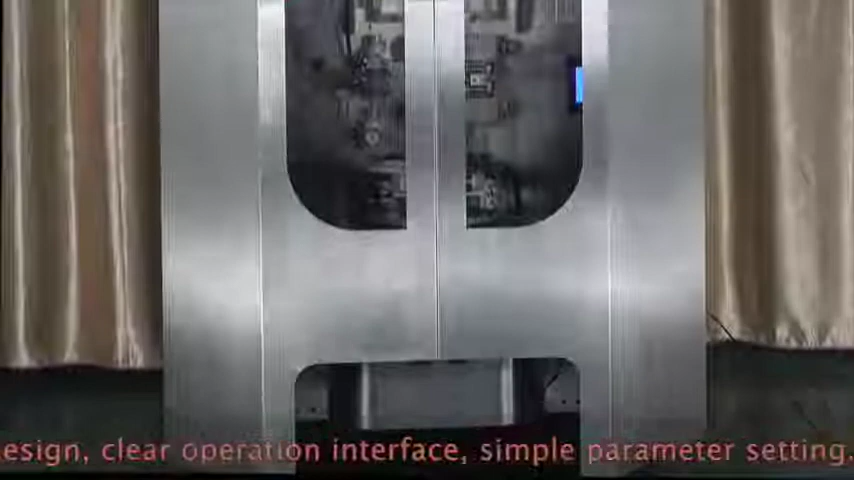 esign, clear operation interface, simple parameter setting.